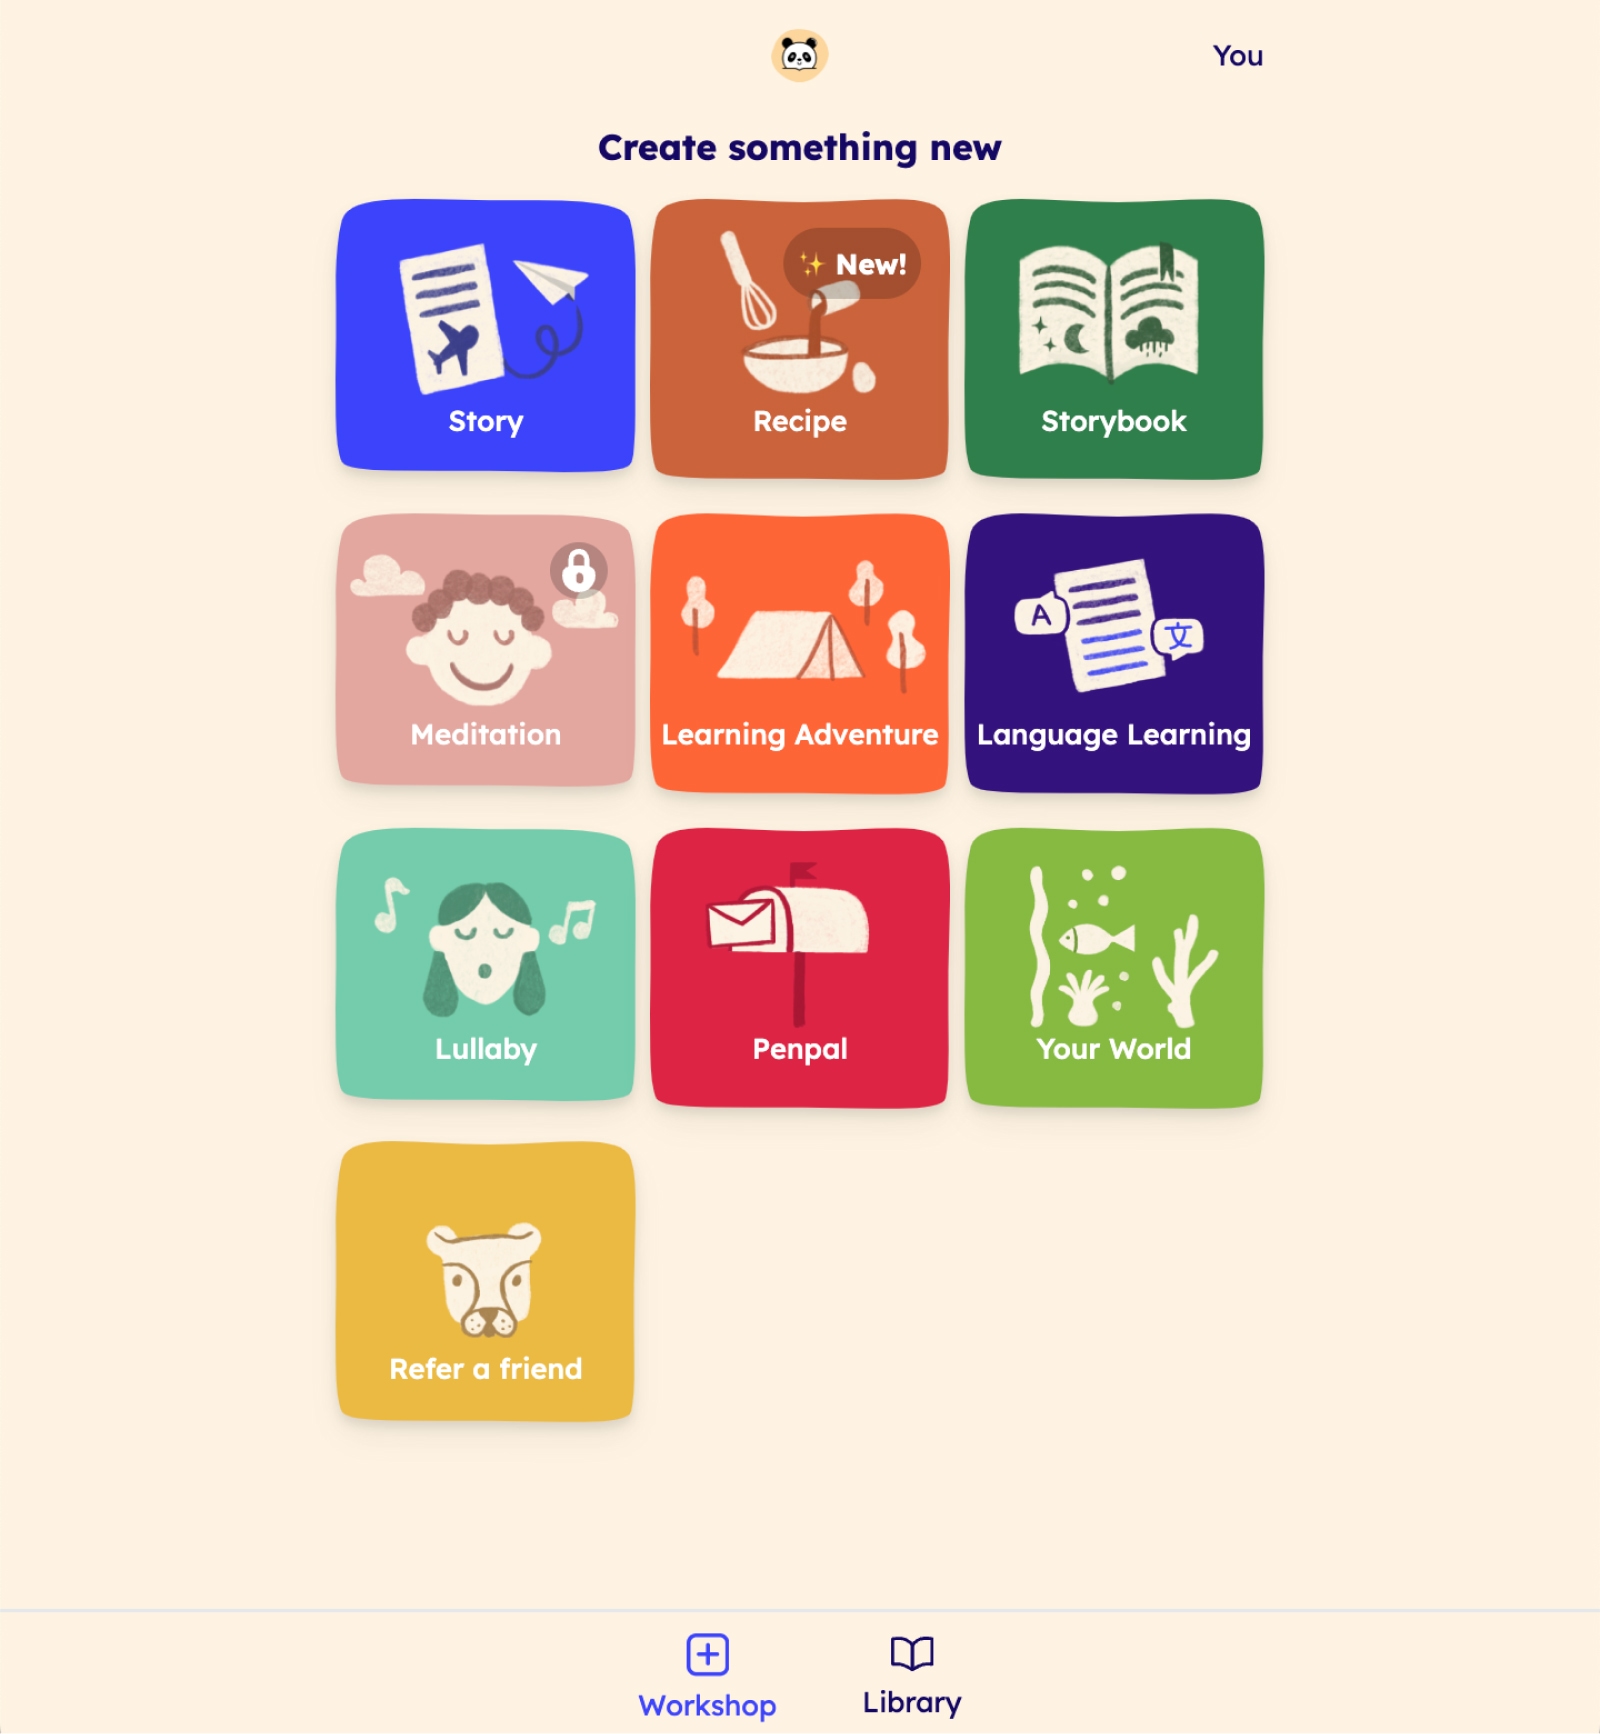 You
Create something new
✨ New!
Story
Recipe
Storybook
A
文
Meditation
Learning Adventure
Language Learning
Lullaby
Penpal
Your World
Refer a friend
Workshop
Library